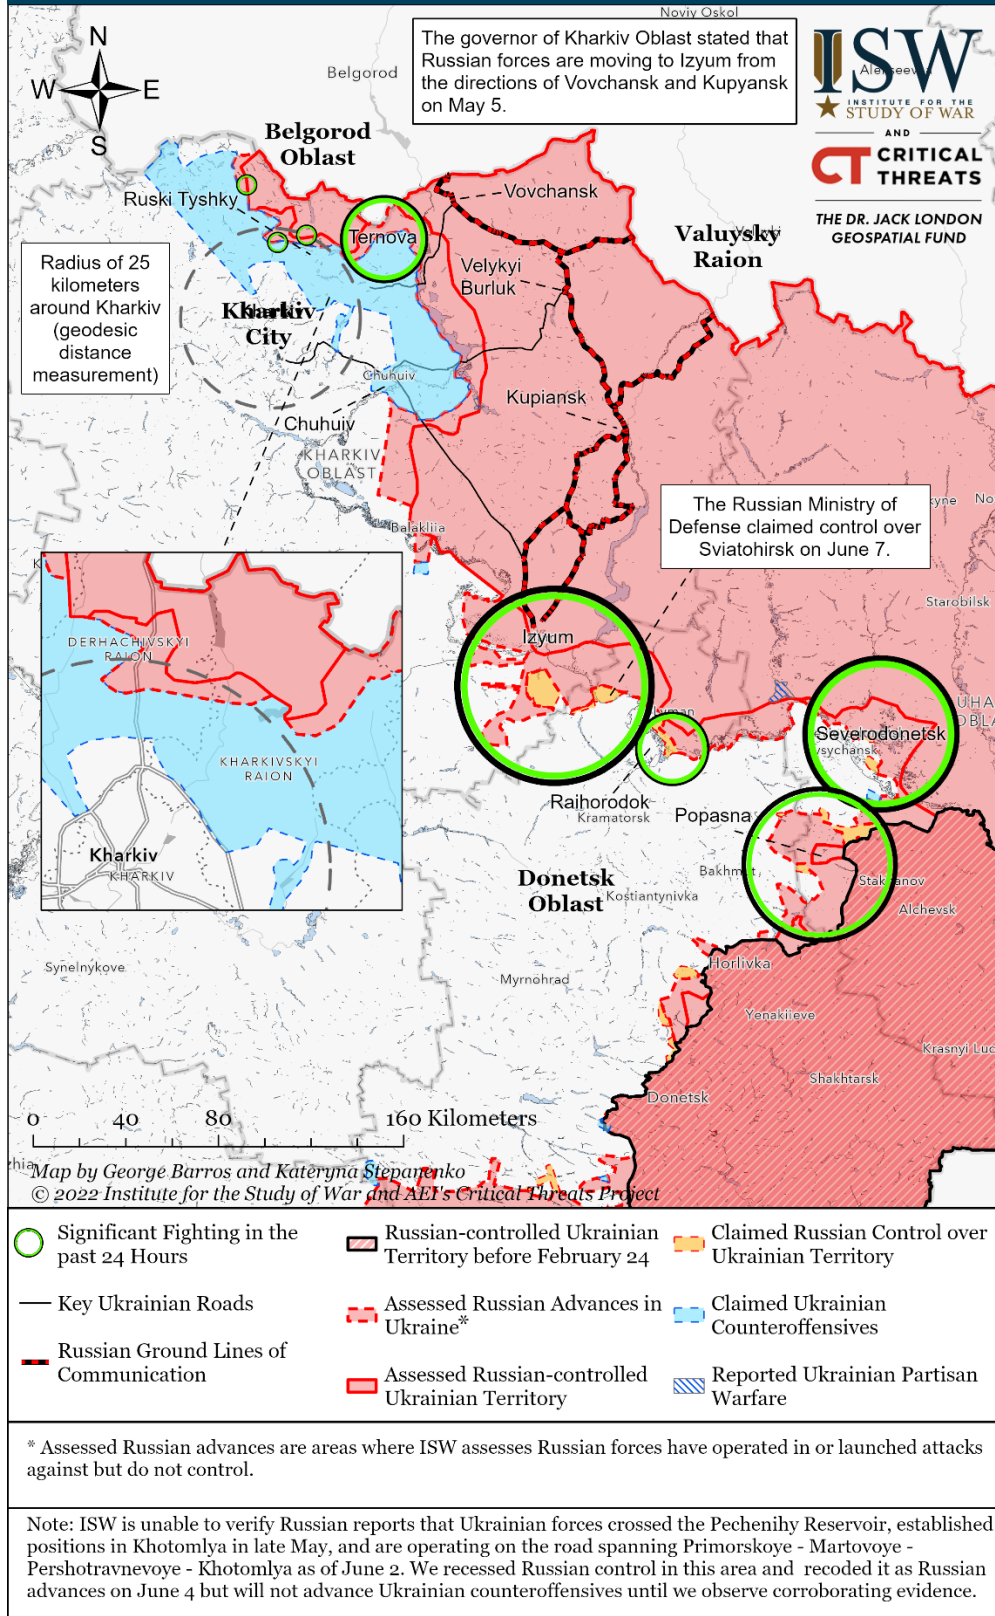 Noviy Oskol
The governor of Kharkiv Oblast stated that
Russian forces are moving to Izyum from
the directions of Vovchansk and Kupyansk
on May 5.
ISW
INSTITUTE FOR THE
STUDY OF WAR
AND
CT CRITICAL
THREATS
THE DR. JACK LONDON
GEOSPATIAL FUND
N
W E
S
Belgorod
Belgorod
Oblast
Ruski Tyshky
Vovchansk
Ternova
Valuysky
Raion
Velykyi
Burluk
Radius of 25
kilometers
around Kharkiv
(geodesic
distance
measurement)
Kharkiv
City
Chuhuiv
Chuhuiv
Kupiansk
KHARKIV
OBLAST
The Russian Ministry of
Defense claimed control over
Sviatohirsk on June 7.
Balakliia
Starobilsk
Izyum
DERHACHIVSKYI
RAION
KHARKIVSKYI
RAION
Kharkiv
KHARKIV
Severodonetsk
Raihorodok
Kramatorsk
Popasna
Donetsk
Oblast
Bakhmut
Kostiantynivka
Alchevsk
Synelnykove
Myrnohrad
Horlivka
Yenakiieve
Shakhtarsk
Donetsk
0 40 80 160 Kilometers
Map by George Barros and Kateryna Stepanenko
© 2022 Institute for the Study of War and AEI's Critical Threats Project
Significant Fighting in the
past 24 Hours
Key Ukrainian Roads
Russian Ground Lines of
Communication
Russian-controlled Ukrainian
Territory before February 24
Assessed Russian Advances in
Ukraine*
Assessed Russian-controlled
Ukrainian Territory
Claimed Russian Control over
Ukrainian Territory
Claimed Ukrainian
Counteroffensives
Reported Ukrainian Partisan
Warfare
* Assessed Russian advances are areas where ISW assesses Russian forces have operated in or launched attacks
against but do not control.
Note: ISW is unable to verify Russian reports that Ukrainian forces crossed the Pechenihy Reservoir, established
positions in Khotomlya in late May, and are operating on the road spanning Primorskoye - Martovoye -
Pershotravnevoye - Khotomlya as of June 2. We recessed Russian control in this area and recoded it as Russian
advances on June 4 but will not advance Ukrainian counteroffensives until we observe corroborating evidence.